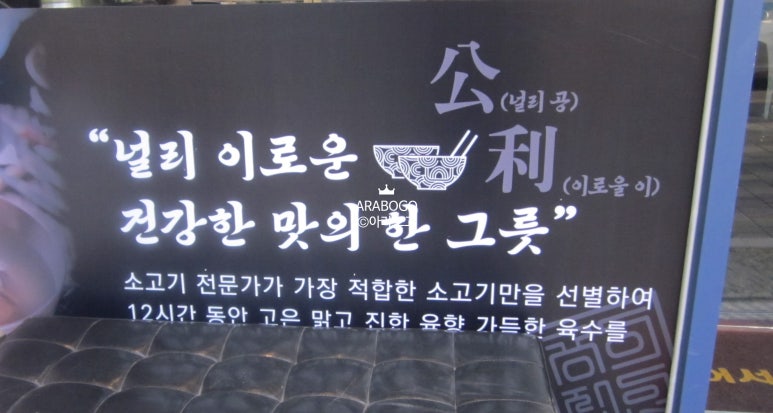 公 (널리 공)
“널리 이로운 利 (이로울 이)
건강한 맛의 한 그릇”
소고기 전문가가 가장 적합한 소고기만을 선별하여
12시간 동안 고은 맑고 진한 육향 가득한 육수를
ARABOGO